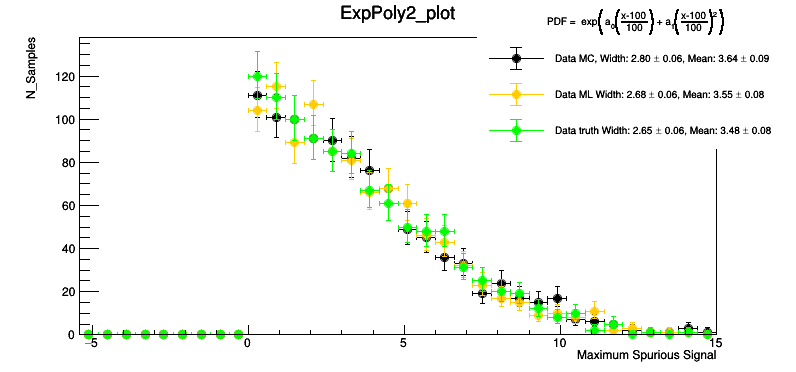 ExpPoly2_plot
PDF = exp(a₀(x-100/100) + a₁(x-100/100)²)
Data MC, Width: 2.80 ± 0.06, Mean: 3.64 ± 0.09
Data ML Width: 2.68 ± 0.06, Mean: 3.55 ± 0.08
Data truth Width: 2.65 ± 0.06, Mean: 3.48 ± 0.08
N_Samples
120
100
80
60
40
20
0
−5 0 5 10 15
Maximum Spurious Signal